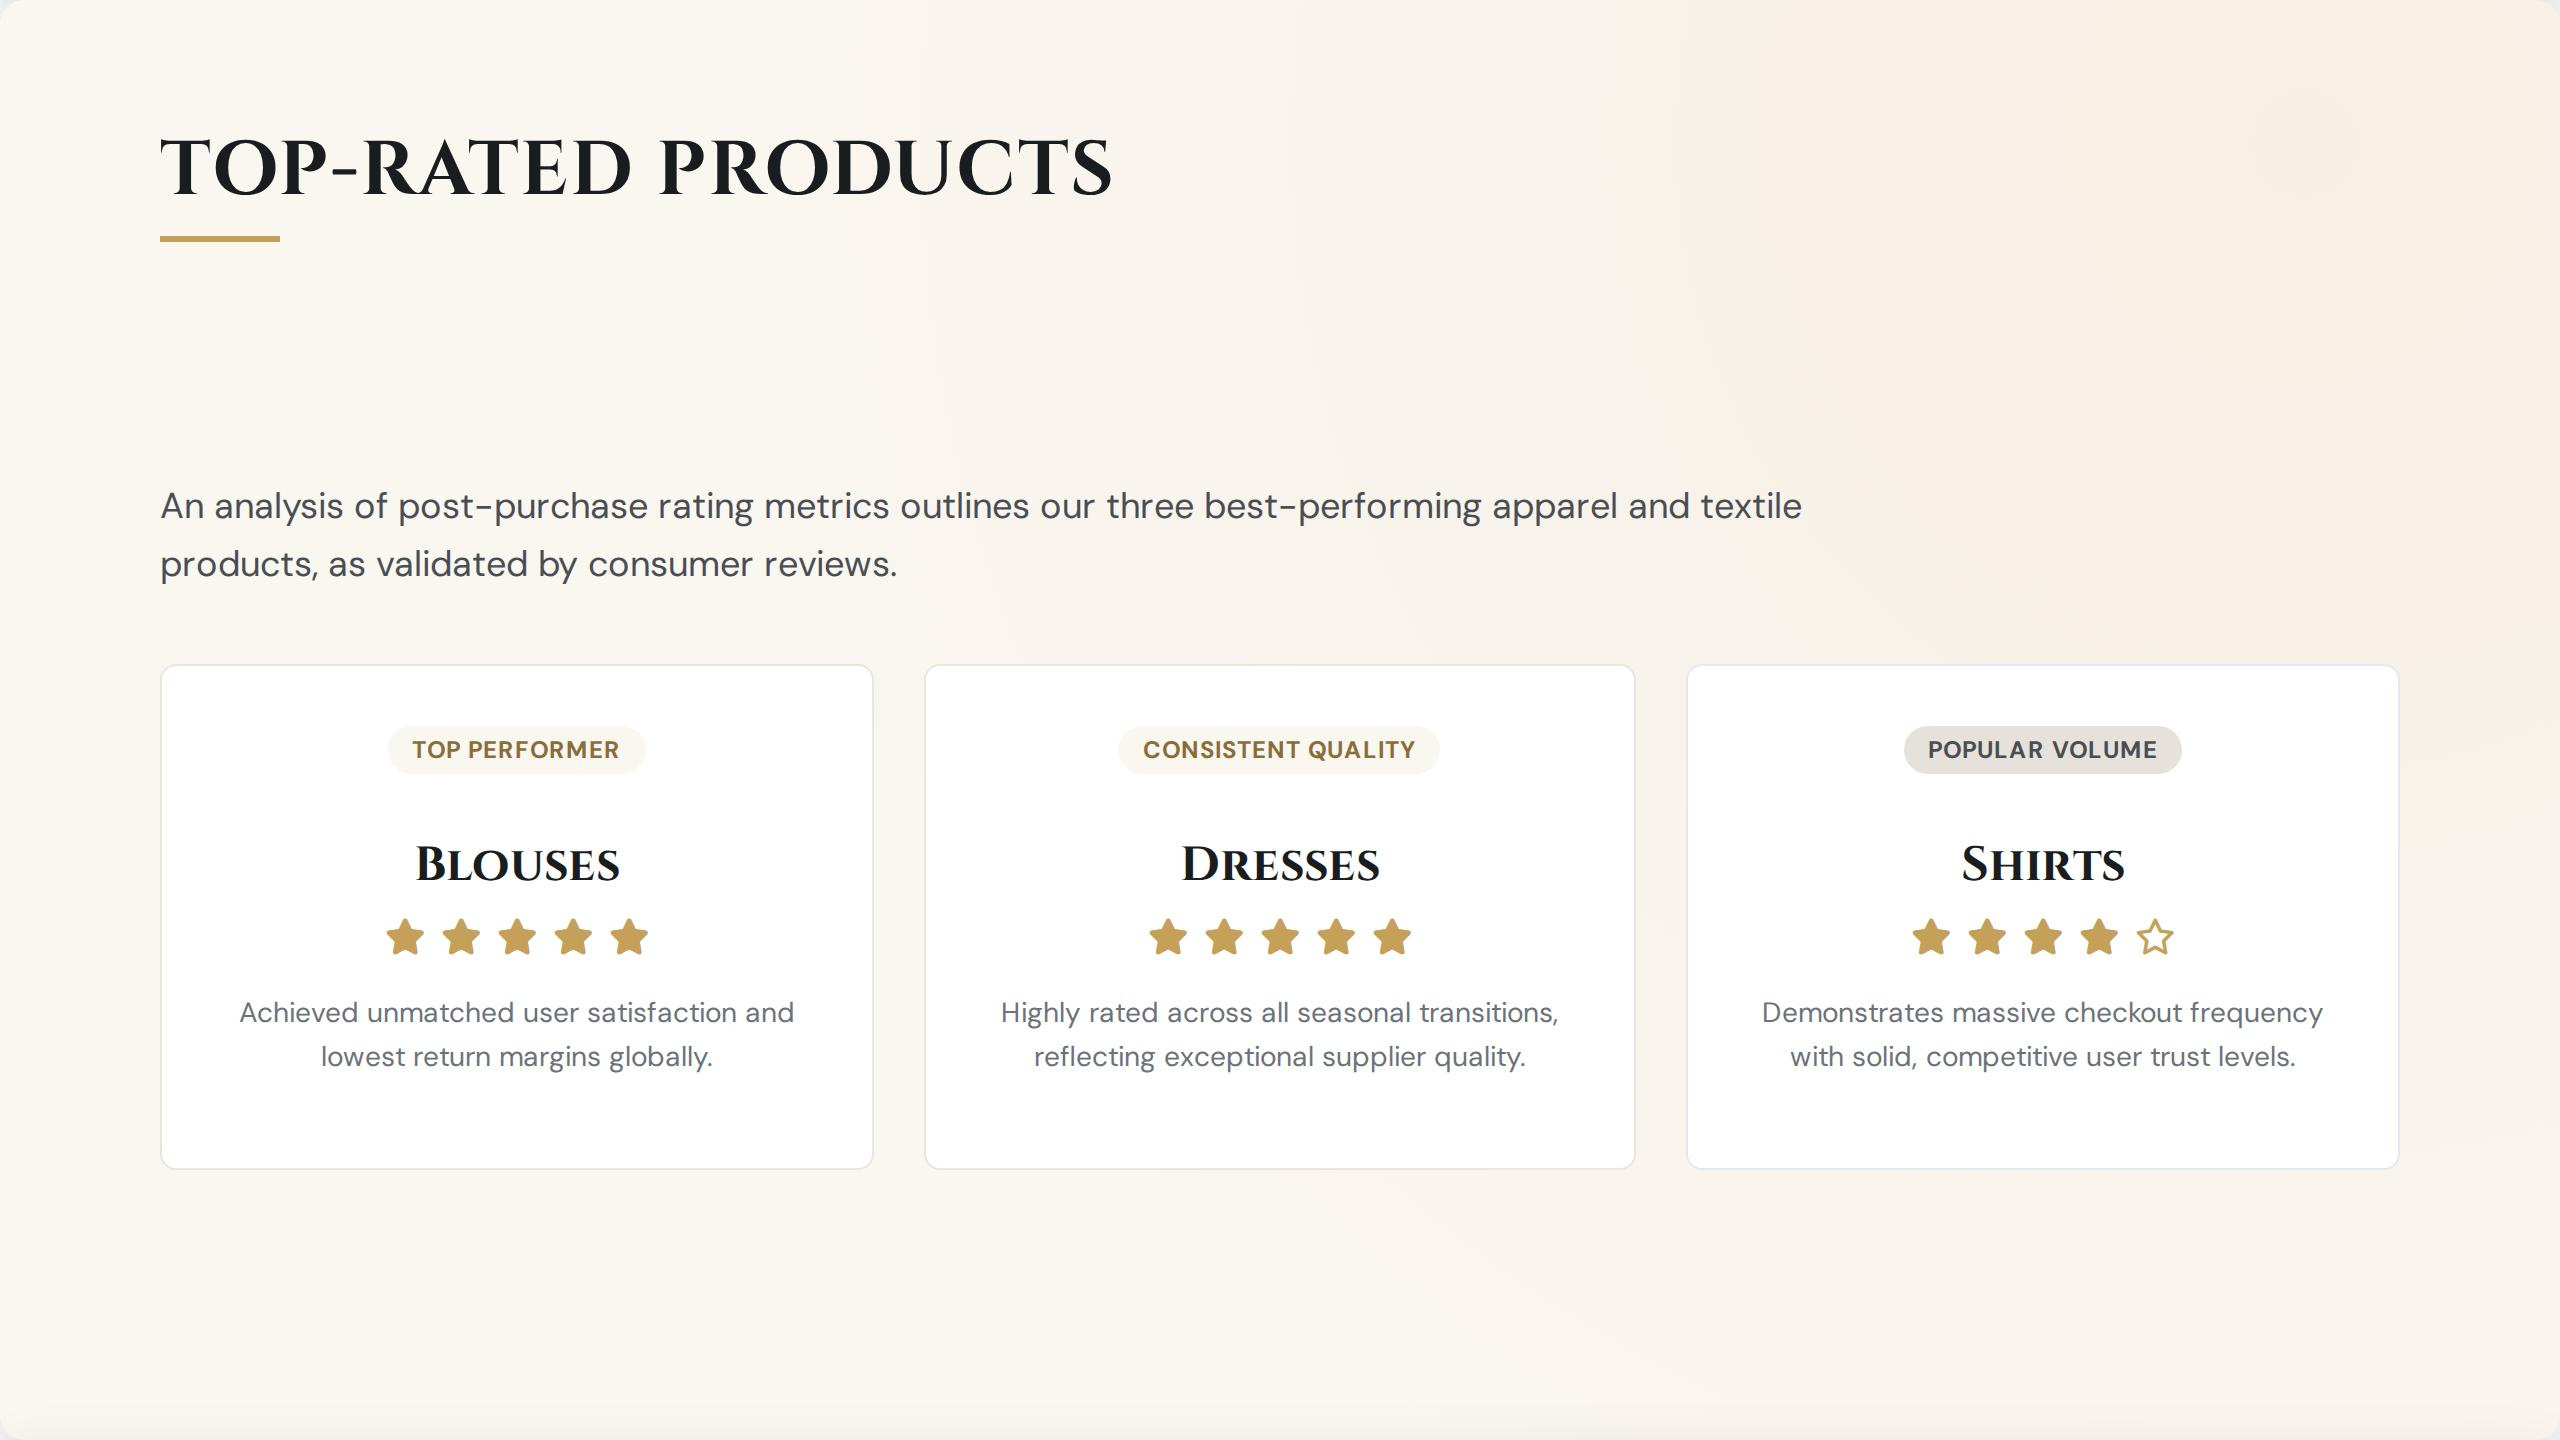 TOP-RATED PRODUCTS
An analysis of post-purchase rating metrics outlines our three best-performing apparel and textile
products, as validated by consumer reviews.
TOP PERFORMER
Blouses
Achieved unmatched user satisfaction and
lowest return margins globally.
CONSISTENT QUALITY
Dresses
Highly rated across all seasonal transitions,
reflecting exceptional supplier quality.
POPULAR VOLUME
Shirts
Demonstrates massive checkout frequency
with solid, competitive user trust levels.